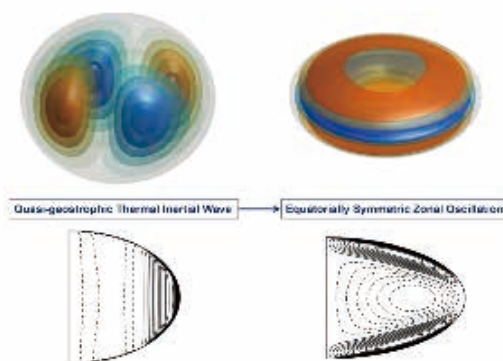 Quasi-geostrophic Thermal Inertial Wave
Equatorially Symmetric Zonal Oscillation